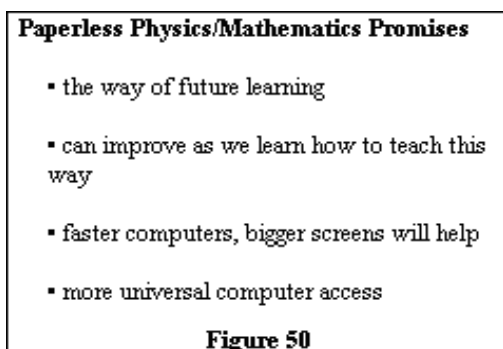 Paperless Physics/Mathematics Promises
▪ the way of future learning
▪ can improve as we learn how to teach this
way
▪ faster computers, bigger screens will help
▪ more universal computer access
Figure 50